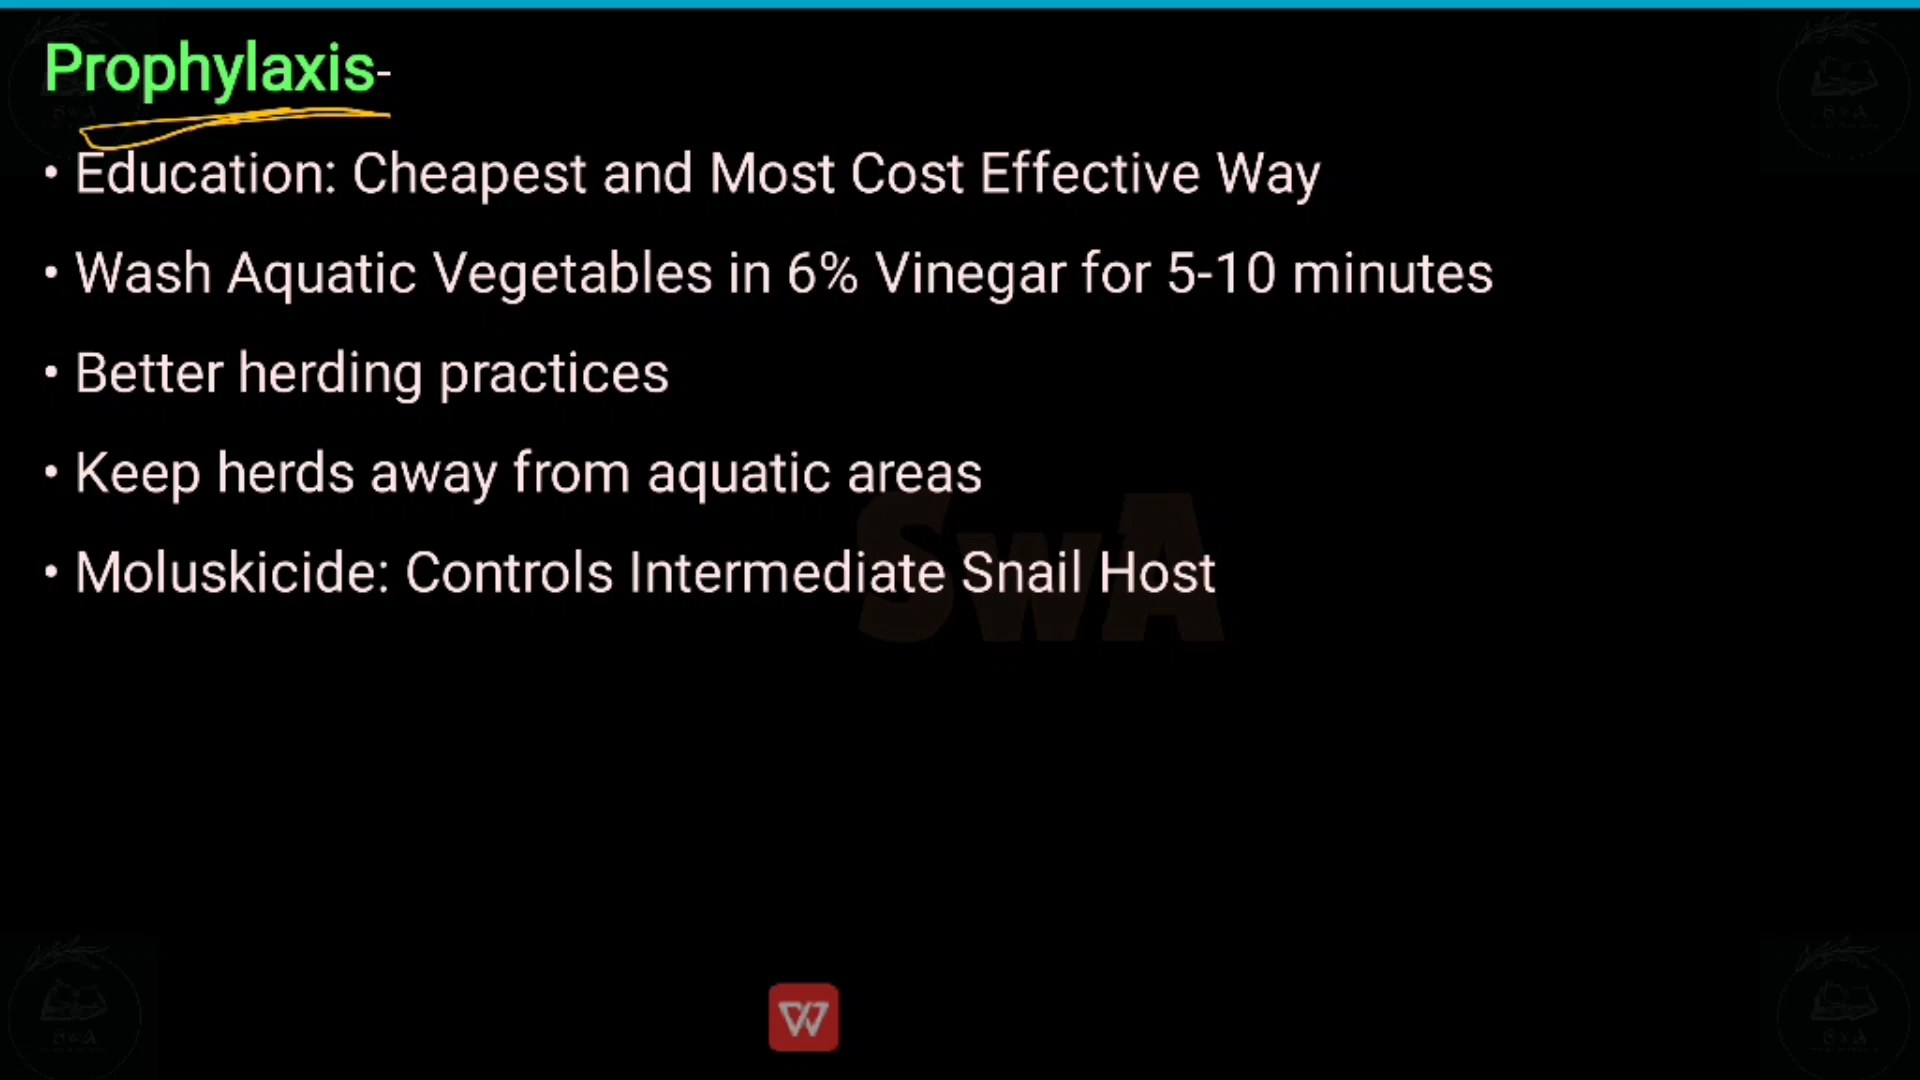 Prophylaxis-
• Education: Cheapest and Most Cost Effective Way
• Wash Aquatic Vegetables in 6% Vinegar for 5-10 minutes
• Better herding practices
• Keep herds away from aquatic areas
• Moluskicide: Controls Intermediate Snail Host
SwA